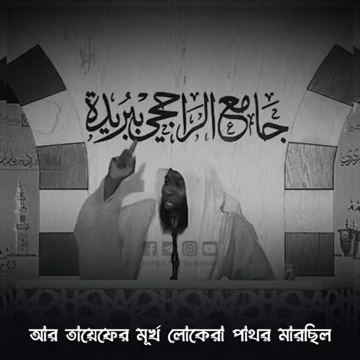 جامع الراجحي ببريدة
আর তায়েফের মূর্খ লোকেরা পাথর মারছিল